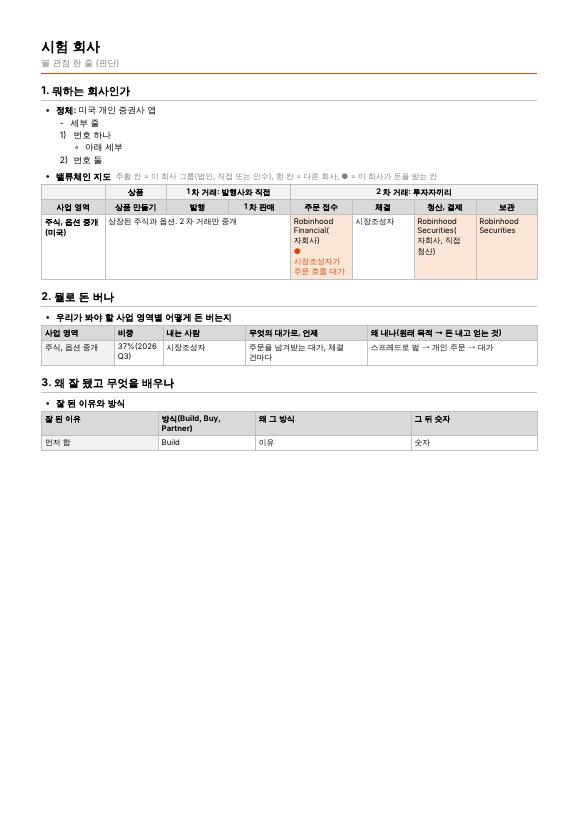 시험 회사
볼 관점 한 줄 (판단)
1. 뭐하는 회사인가
• 정체: 미국 개인 증권사 앱
- 세부 줄
1) 번호 하나
◦ 아래 세부
2) 번호 둘
• 밸류체인 지도 주황 칸 = 이 회사 그룹(법인, 직접 또는 인수), 흰 칸 = 다른 회사, ● = 이 회사가 돈을 받는 칸
상품 1차 거래: 발행사와 직접 2차 거래: 투자자끼리
사업 영역 상품 만들기 발행 1차 판매 주문 접수 체결 청산, 결제 보관
주식, 옵션 중개 상장된 주식과 옵션. 2차 거래만 중개 Robinhood 시장조성자 Robinhood Robinhood
(미국) Financial( Securities( Securities
자회사) 자회사, 직접
● 청산)
시장조성자가
주문 흐름 대가
2. 뭘로 돈 버나
• 우리가 봐야 할 사업 영역별 어떻게 돈 버는지
사업 영역 비중 내는 사람 무엇의 대가로, 언제 왜 내나(원래 목적 → 돈 내고 얻는 것)
주식, 옵션 중개 37%(2026 시장조성자 주문을 넘겨받는 대가, 체결 스프레드로 벎 → 개인 주문 → 대가
Q3) 건마다
3. 왜 잘 됐고 무엇을 배우나
• 잘 된 이유와 방식
잘 된 이유 방식(Build, Buy, 왜 그 방식 그 뒤 숫자
Partner)
먼저 함 Build 이유 숫자